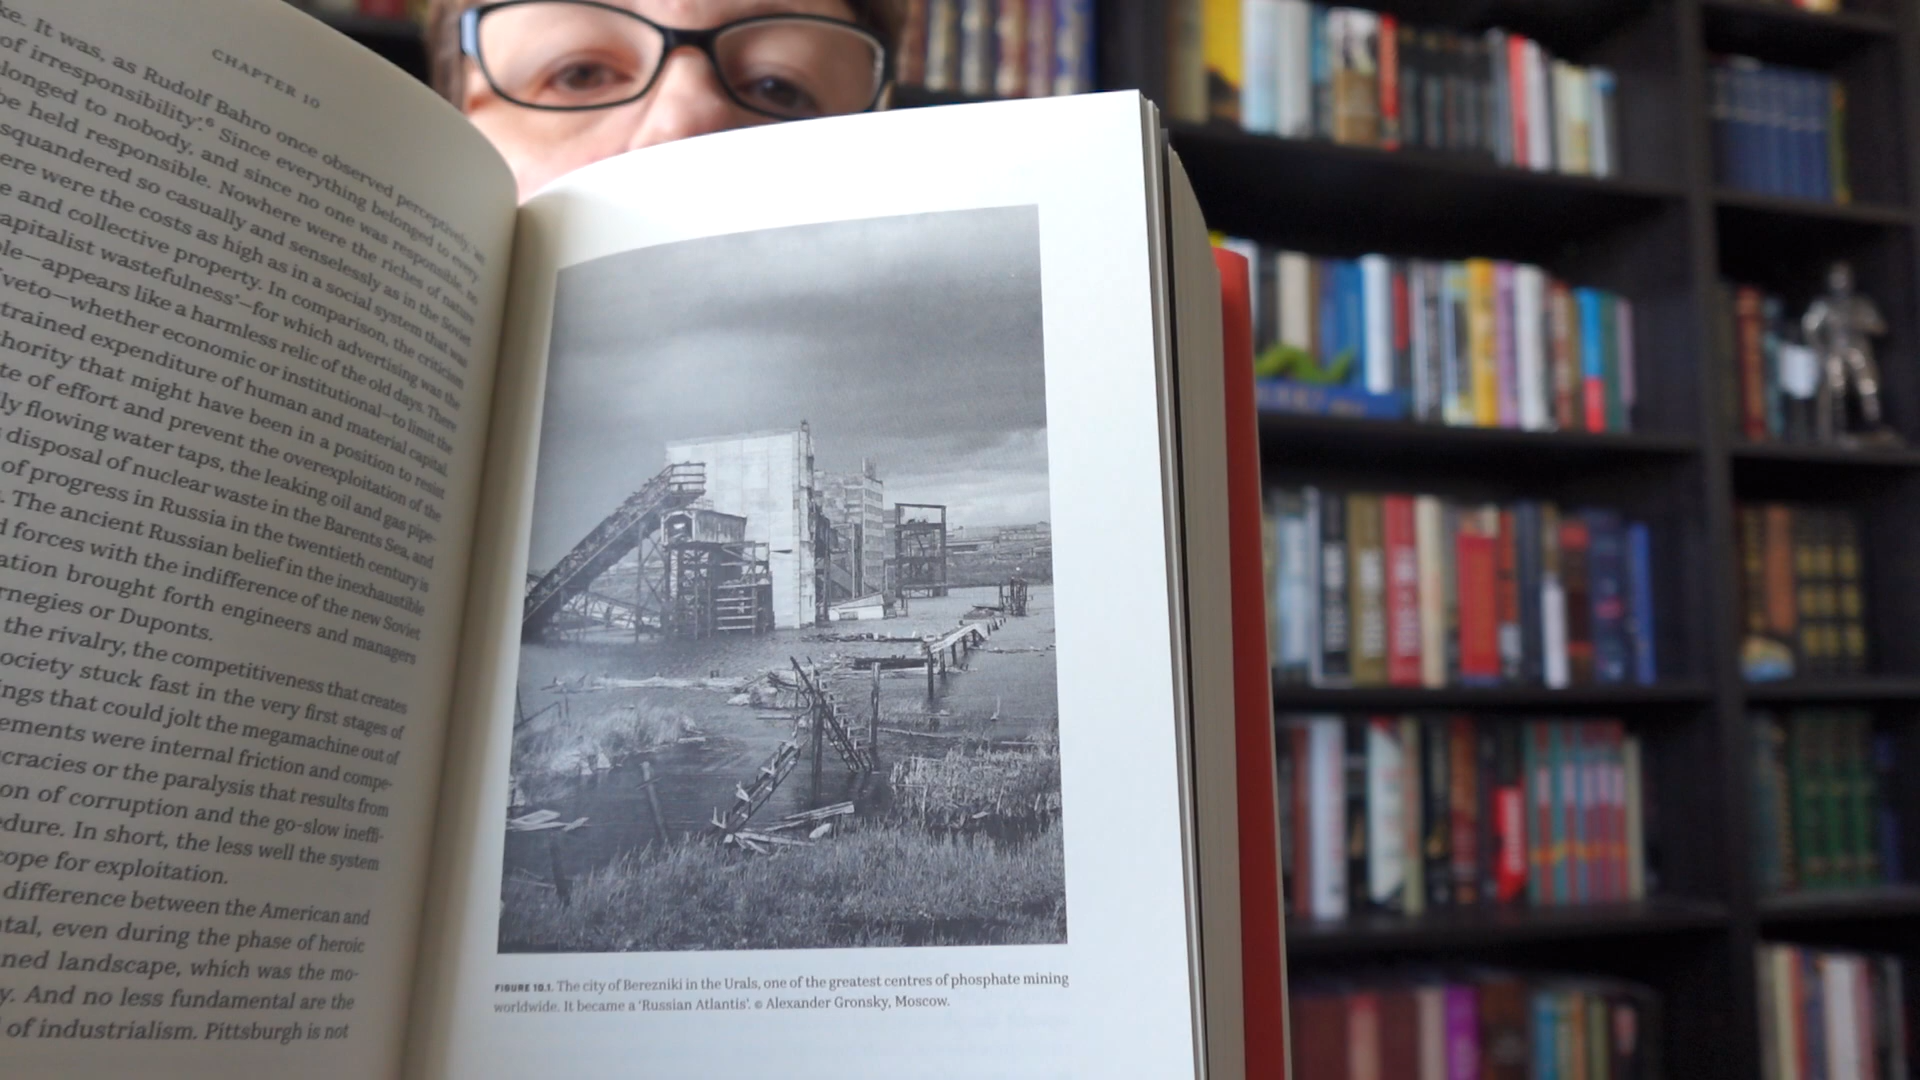 CHAPTER 10
ke. It was, as Rudolf Bahro once observed perceptively, an
of irresponsibility'.⁶ Since everything belonged to every
longed to nobody, and since no one was responsible, no
be held responsible. Nowhere were the riches of nature
squandered so casually and senselessly as in the Soviet
ere were the costs as high as in a social system that was
e and collective property. In comparison, the criticism
apitalist wastefulness'—for which advertising was the
le—appears like a harmless relic of the old days. There
veto—whether economic or institutional—to limit the
trained expenditure of human and material capital.
hority that might have been in a position to resist
te of effort and prevent the overexploitation of the
ly flowing water taps, the leaking oil and gas pipe-
disposal of nuclear waste in the Barents Sea, and
of progress in Russia in the twentieth century is
. The ancient Russian belief in the inexhaustible
d forces with the indifference of the new Soviet
ation brought forth engineers and managers
rnegies or Duponts.
the rivalry, the competitiveness that creates
ociety stuck fast in the very first stages of
ings that could jolt the megamachine out of
ements were internal friction and compe-
cracies or the paralysis that results from
on of corruption and the go-slow ineffi-
edure. In short, the less well the system
cope for exploitation.
difference between the American and
ntal, even during the phase of heroic
ned landscape, which was the mo-
y. And no less fundamental are the
of industrialism. Pittsburgh is not
FIGURE 10.1. The city of Berezniki in the Urals, one of the greatest centres of phosphate mining
worldwide. It became a 'Russian Atlantis'. © Alexander Gronsky, Moscow.